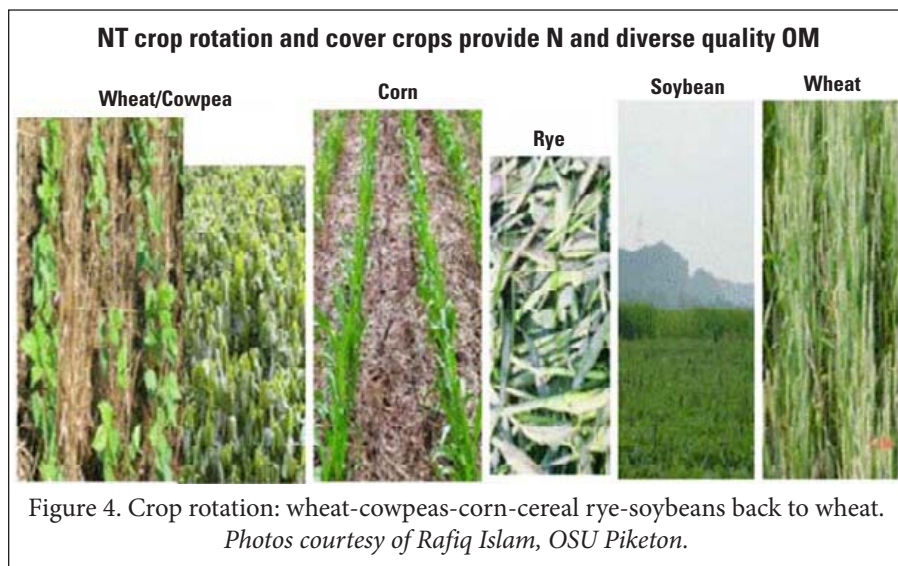 NT crop rotation and cover crops provide N and diverse quality OM
Wheat/Cowpea
Corn
Rye
Soybean
Wheat
Figure 4. Crop rotation: wheat-cowpeas-corn-cereal rye-soybeans back to wheat.
Photos courtesy of Rafiq Islam, OSU Piketon.